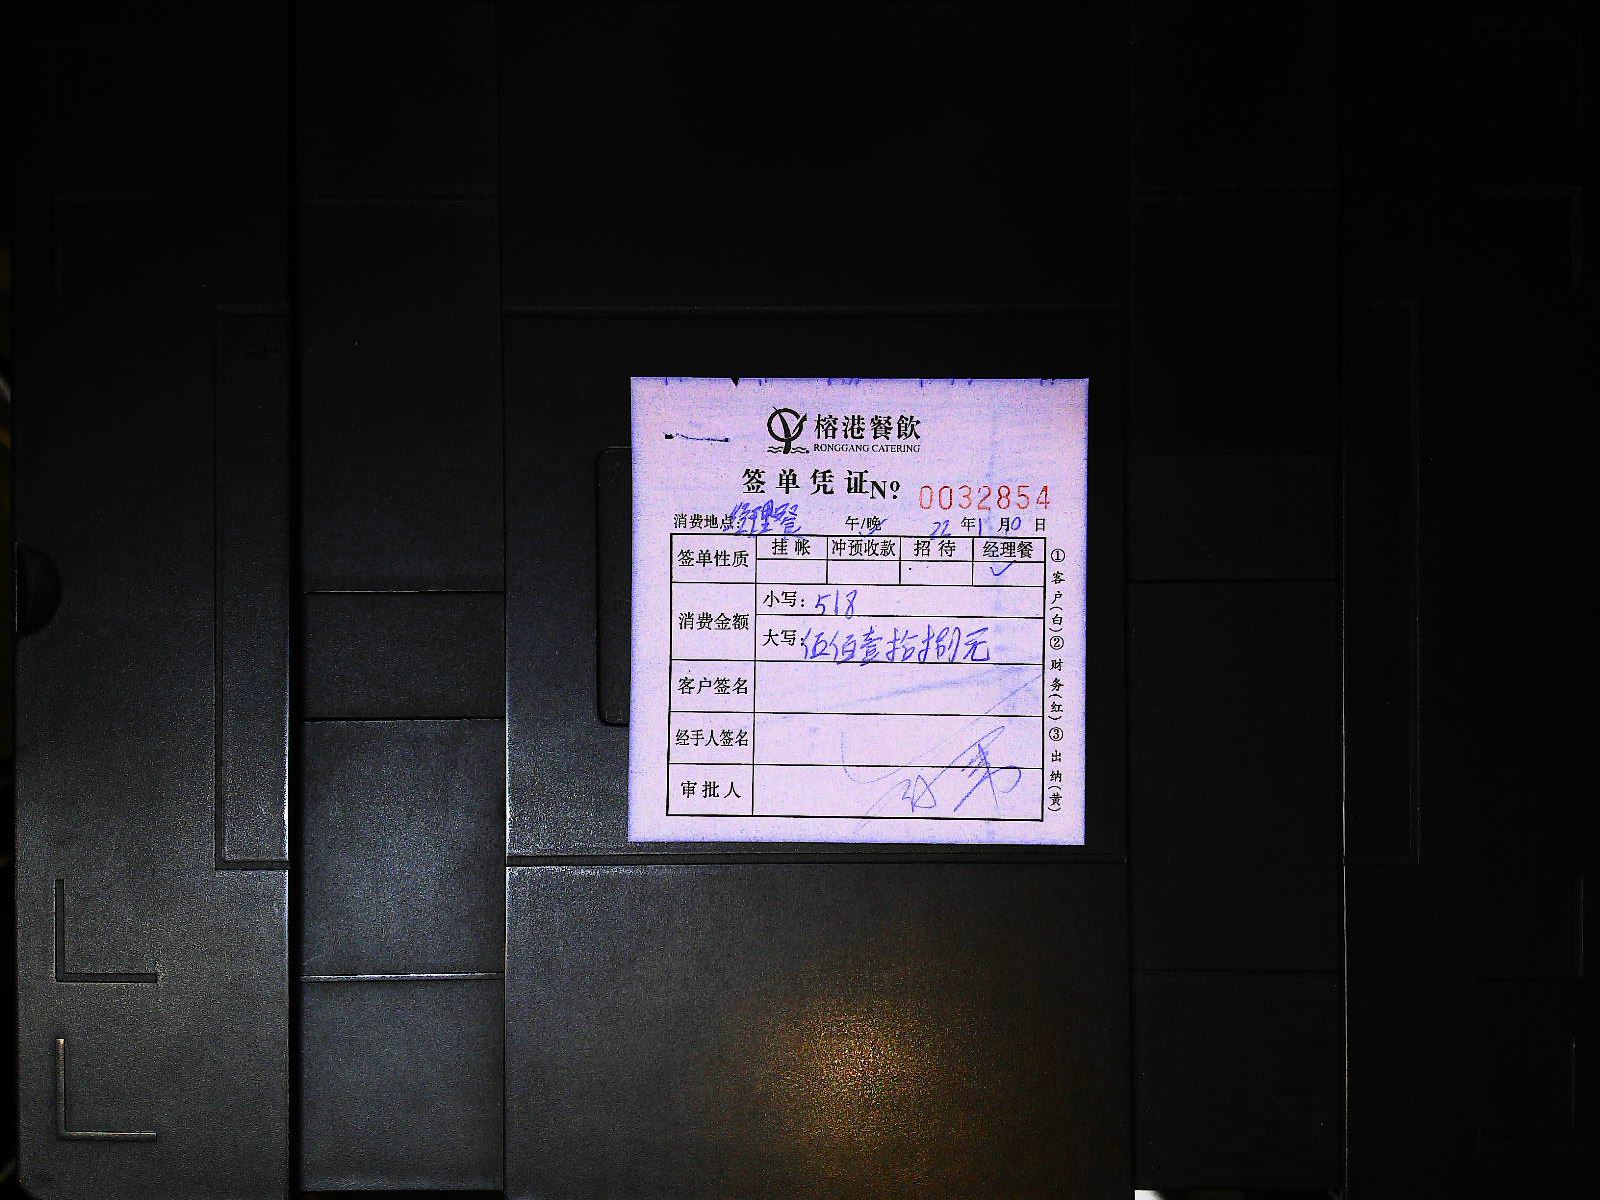 榕港餐飲
RONGGANG CATERING
签单凭证№ 0032854
消费地点: 经理餐 午/晚 22年1月0日
签单性质 挂帐 冲预收款 招待 经理餐
✓
消费金额 小写: 518
大写: 伍佰壹拾捌元
客户签名
经手人签名
审批人
①客户(白)②财务(红)③出纳(黄)